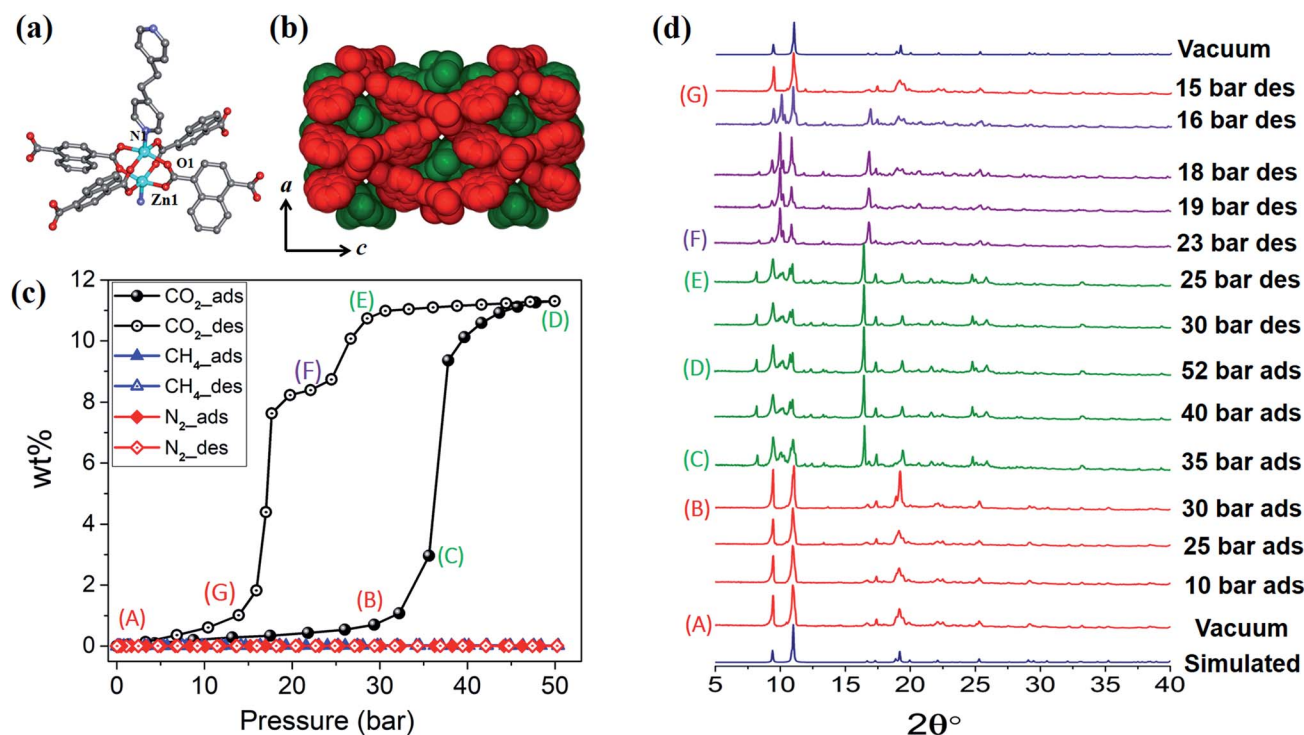 (a)
N1
O1
Zn1
(b)
a
c
(c)
wt%
12
10
8
6
4
2
0
CO2_ads
CO2_des
CH4_ads
CH4_des
N2_ads
N2_des
(A)
(B)
(C)
(D)
(E)
(F)
(G)
0
10
20
30
40
50
Pressure (bar)
(d)
Vacuum
(G)
15 bar des
16 bar des
18 bar des
19 bar des
(F)
23 bar des
(E)
25 bar des
30 bar des
(D)
52 bar ads
40 bar ads
(C)
35 bar ads
(B)
30 bar ads
25 bar ads
10 bar ads
(A)
Vacuum
Simulated
5
10
15
20
25
30
35
40
2θ°